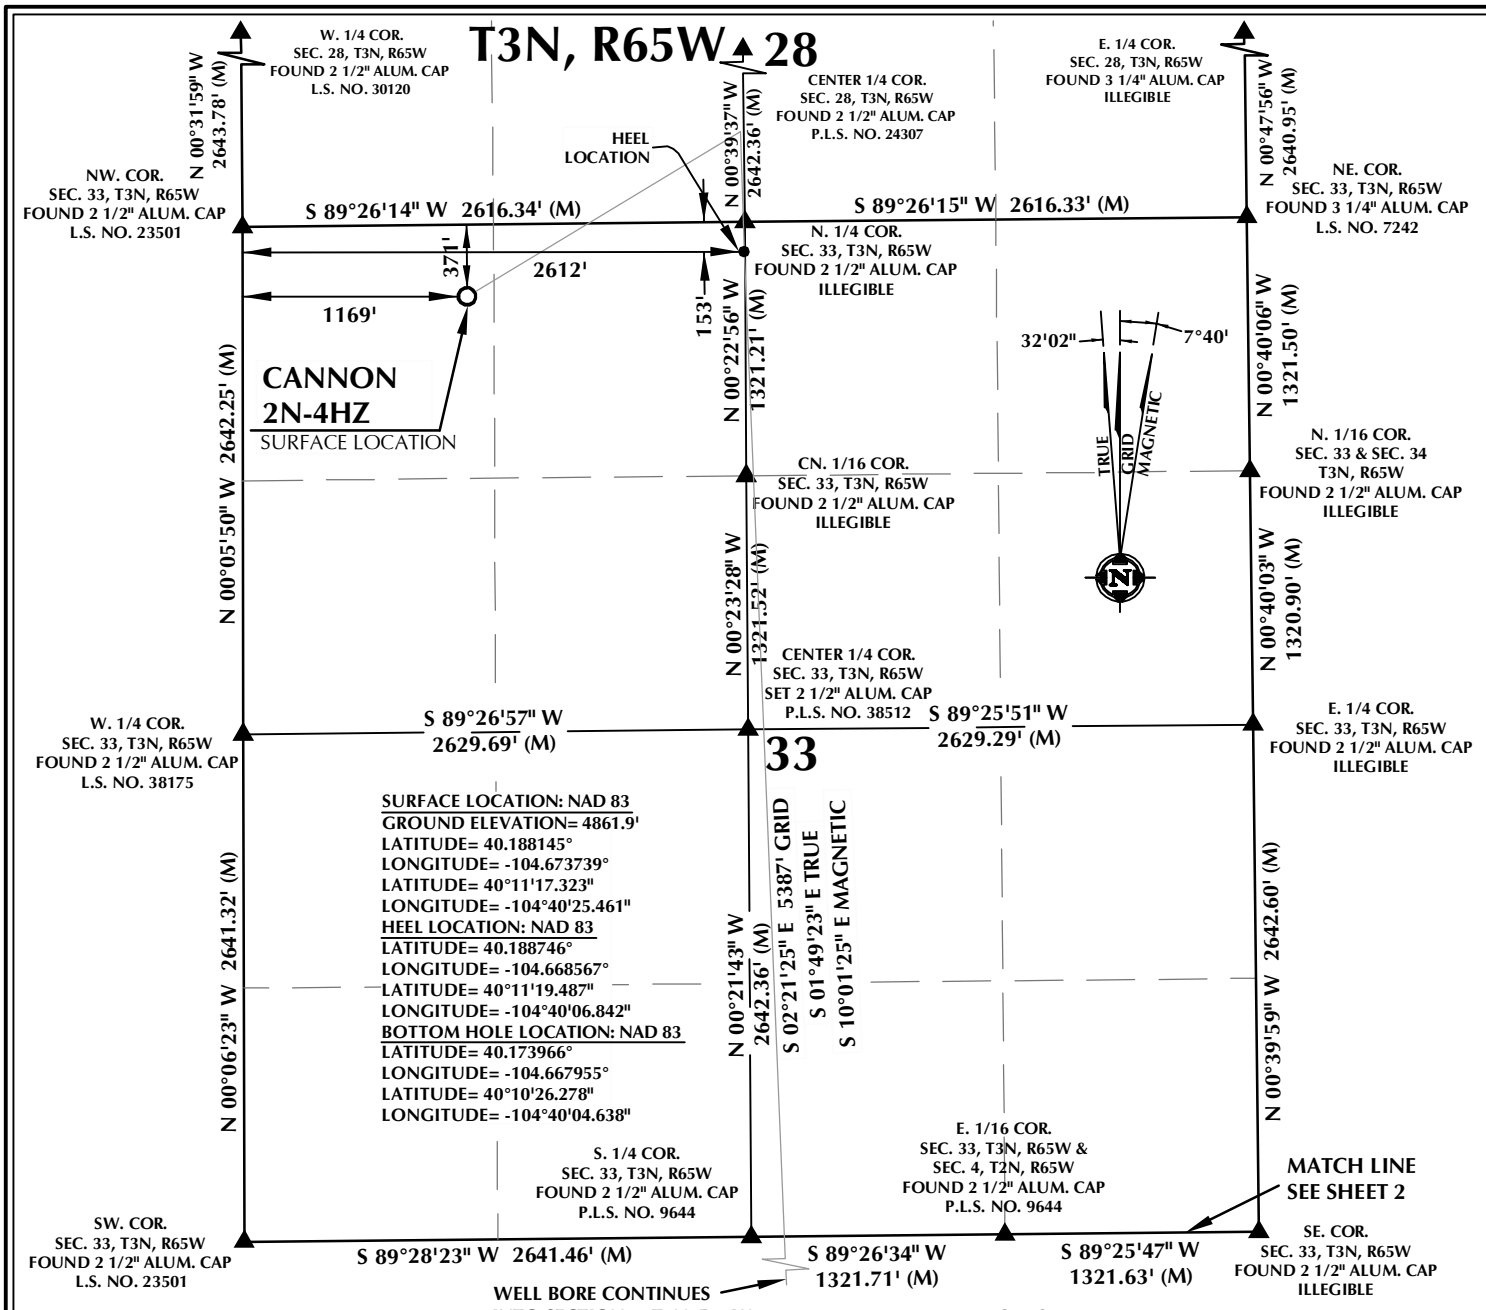 T3N, R65W
28
W. 1/4 COR.
SEC. 28, T3N, R65W
FOUND 2 1/2" ALUM. CAP
L.S. NO. 30120
N 00°31'59" W
2643.78' (M)
CENTER 1/4 COR.
SEC. 28, T3N, R65W
FOUND 2 1/2" ALUM. CAP
P.L.S. NO. 24307
N 00°39'37" W
2642.36' (M)
E. 1/4 COR.
SEC. 28, T3N, R65W
FOUND 3 1/4" ALUM. CAP
ILLEGIBLE
N 00°47'56" W
2640.95' (M)
HEEL
LOCATION
NW. COR.
SEC. 33, T3N, R65W
FOUND 2 1/2" ALUM. CAP
L.S. NO. 23501
S 89°26'14" W 2616.34' (M)
S 89°26'15" W 2616.33' (M)
NE. COR.
SEC. 33, T3N, R65W
FOUND 3 1/4" ALUM. CAP
L.S. NO. 7242
N. 1/4 COR.
SEC. 33, T3N, R65W
FOUND 2 1/2" ALUM. CAP
ILLEGIBLE
371'
2612'
1169'
153'
CANNON
2N-4HZ
SURFACE LOCATION
N 00°05'50" W 2642.25' (M)
N 00°22'56" W
1321.21' (M)
32'02"
7°40'
TRUE
GRID
MAGNETIC
N
N 00°40'06" W
1321.50' (M)
CN. 1/16 COR.
SEC. 33, T3N, R65W
FOUND 2 1/2" ALUM. CAP
ILLEGIBLE
N. 1/16 COR.
SEC. 33 & SEC. 34
T3N, R65W
FOUND 2 1/2" ALUM. CAP
ILLEGIBLE
N 00°23'28" W
1321.52' (M)
N 00°40'03" W
1320.90' (M)
CENTER 1/4 COR.
SEC. 33, T3N, R65W
SET 2 1/2" ALUM. CAP
P.L.S. NO. 38512
W. 1/4 COR.
SEC. 33, T3N, R65W
FOUND 2 1/2" ALUM. CAP
L.S. NO. 38175
S 89°26'57" W
2629.69' (M)
S 89°25'51" W
2629.29' (M)
E. 1/4 COR.
SEC. 33, T3N, R65W
FOUND 2 1/2" ALUM. CAP
ILLEGIBLE
33
SURFACE LOCATION: NAD 83
GROUND ELEVATION= 4861.9'
LATITUDE= 40.188145°
LONGITUDE= -104.673739°
LATITUDE= 40°11'17.323"
LONGITUDE= -104°40'25.461"
HEEL LOCATION: NAD 83
LATITUDE= 40.188746°
LONGITUDE= -104.668567°
LATITUDE= 40°11'19.487"
LONGITUDE= -104°40'06.842"
BOTTOM HOLE LOCATION: NAD 83
LATITUDE= 40.173966°
LONGITUDE= -104.667955°
LATITUDE= 40°10'26.278"
LONGITUDE= -104°40'04.638"
N 00°06'23" W 2641.32' (M)
N 00°21'43" W
2642.36' (M)
S 02°21'25" E 5387' GRID
S 01°49'23" E TRUE
S 10°01'25" E MAGNETIC
N 00°39'59" W 2642.60' (M)
S. 1/4 COR.
SEC. 33, T3N, R65W
FOUND 2 1/2" ALUM. CAP
P.L.S. NO. 9644
E. 1/16 COR.
SEC. 33, T3N, R65W &
SEC. 4, T2N, R65W
FOUND 2 1/2" ALUM. CAP
P.L.S. NO. 9644
MATCH LINE
SEE SHEET 2
SW. COR.
SEC. 33, T3N, R65W
FOUND 2 1/2" ALUM. CAP
L.S. NO. 23501
S 89°28'23" W 2641.46' (M)
S 89°26'34" W
1321.71' (M)
S 89°25'47" W
1321.63' (M)
SE. COR.
SEC. 33, T3N, R65W
FOUND 2 1/2" ALUM. CAP
ILLEGIBLE
WELL BORE CONTINUES